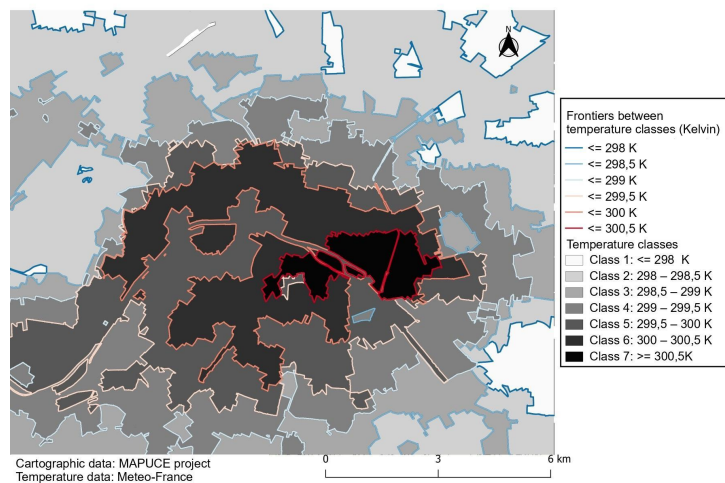 N
Frontiers between
temperature classes (Kelvin)
<= 298 K
<= 298,5 K
<= 299 K
<= 299,5 K
<= 300 K
<= 300,5 K
Temperature classes
Class 1: <= 298 K
Class 2: 298 – 298,5 K
Class 3: 298,5 – 299 K
Class 4: 299 – 299,5 K
Class 5: 299,5 – 300 K
Class 6: 300 – 300,5 K
Class 7: >= 300,5K
Cartographic data: MAPUCE project
Temperature data: Meteo-France
0 3 6 km